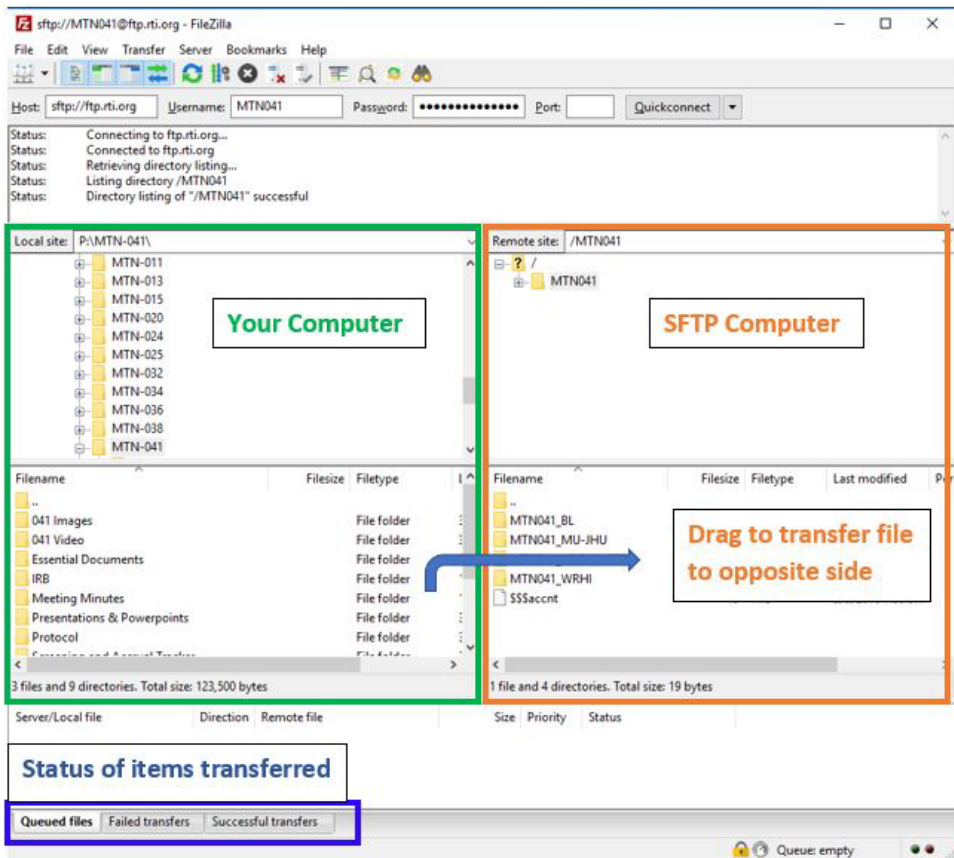 sftp://MTN041@ftp.rti.org - FileZilla
File Edit View Transfer Server Bookmarks Help
Host: sftp://ftp.rti.org Username: MTN041 Password: •••••••••••••• Port: Quickconnect
Status: Connecting to ftp.rti.org...
Status: Connected to ftp.rti.org
Status: Retrieving directory listing...
Status: Listing directory /MTN041
Status: Directory listing of "/MTN041" successful
Local site: P:\MTN-041\
MTN-011
MTN-013
MTN-015
MTN-020
MTN-024
MTN-025
MTN-032
MTN-034
MTN-036
MTN-038
MTN-041
Your Computer
Filename Filesize Filetype
..
041 Images File folder
041 Video File folder
Essential Documents File folder
IRB File folder
Meeting Minutes File folder
Presentations & Powerpoints File folder
Protocol File folder
3 files and 9 directories. Total size: 123,500 bytes
Remote site: /MTN041
? /
MTN041
SFTP Computer
Filename Filesize Filetype Last modified Per
..
MTN041_BL
MTN041_MU-JHU
MTN041_WRHI
$$$accnt
Drag to transfer file
to opposite side
1 file and 4 directories. Total size: 19 bytes
Server/Local file Direction Remote file Size Priority Status
Status of items transferred
Queued files Failed transfers Successful transfers
Queue: empty